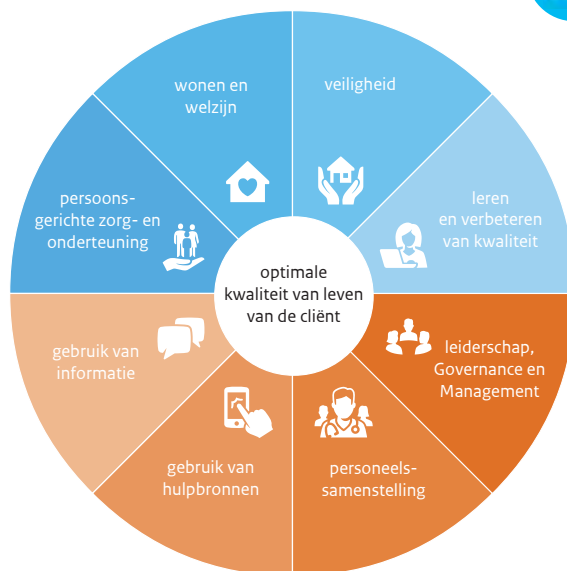 wonen en
welzijn
veiligheid
leren
en verbeteren
van kwaliteit
leiderschap,
Governance en
Management
personeels-
samenstelling
gebruik van
hulpbronnen
gebruik van
informatie
persoons-
gerichte zorg- en
onderteuning
optimale
kwaliteit van leven
van de cliënt